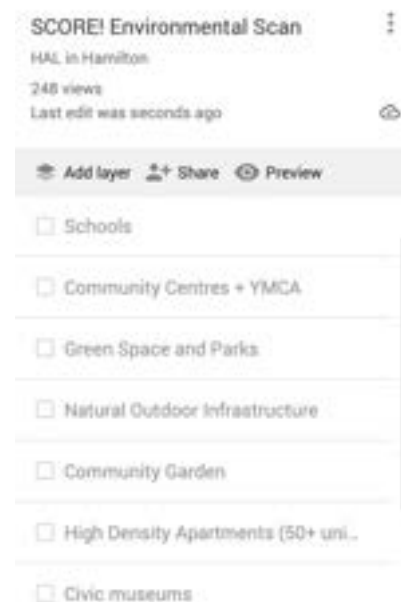 SCORE! Environmental Scan
HAL in Hamilton
248 views
Last edit was seconds ago
Add layer Share Preview
Schools
Community Centres + YMCA
Green Space and Parks
Natural Outdoor Infrastructure
Community Garden
High Density Apartments (50+ uni...
Civic museums